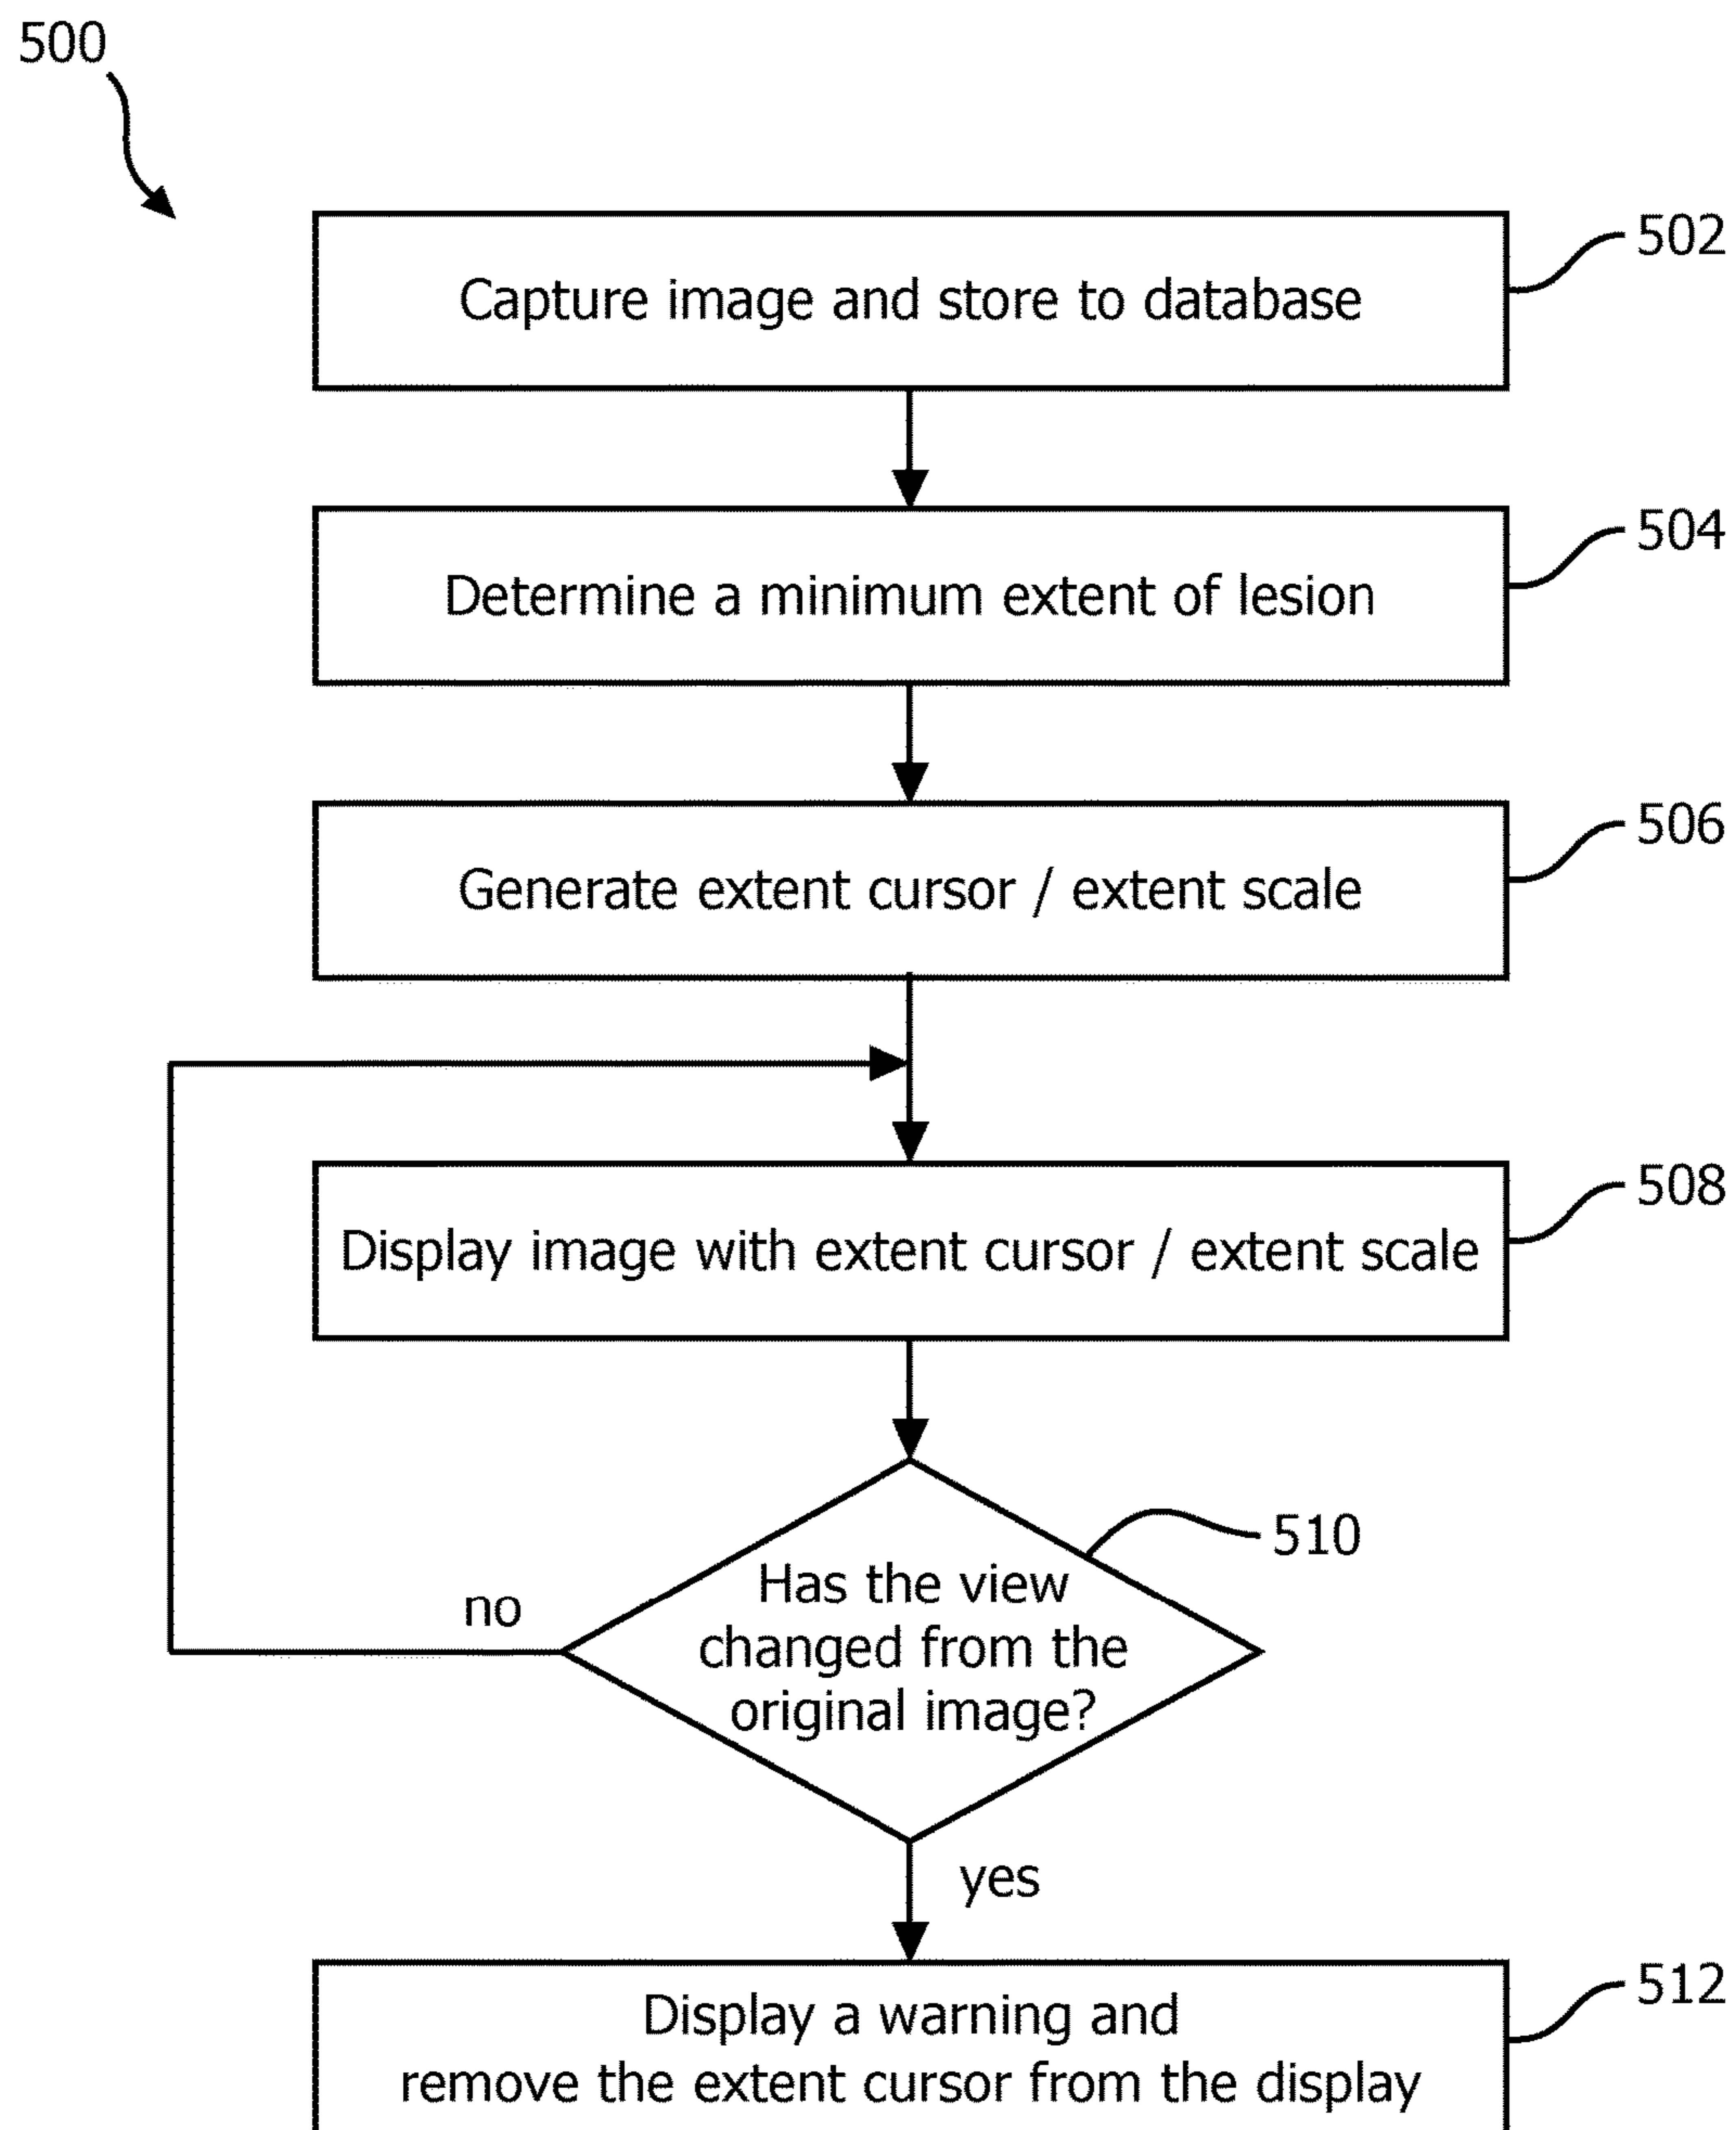 500
502
Capture image and store to database
504
Determine a minimum extent of lesion
506
Generate extent cursor / extent scale
508
Display image with extent cursor / extent scale
510
Has the view
changed from the
original image?
no
yes
512
Display a warning and
remove the extent cursor from the display